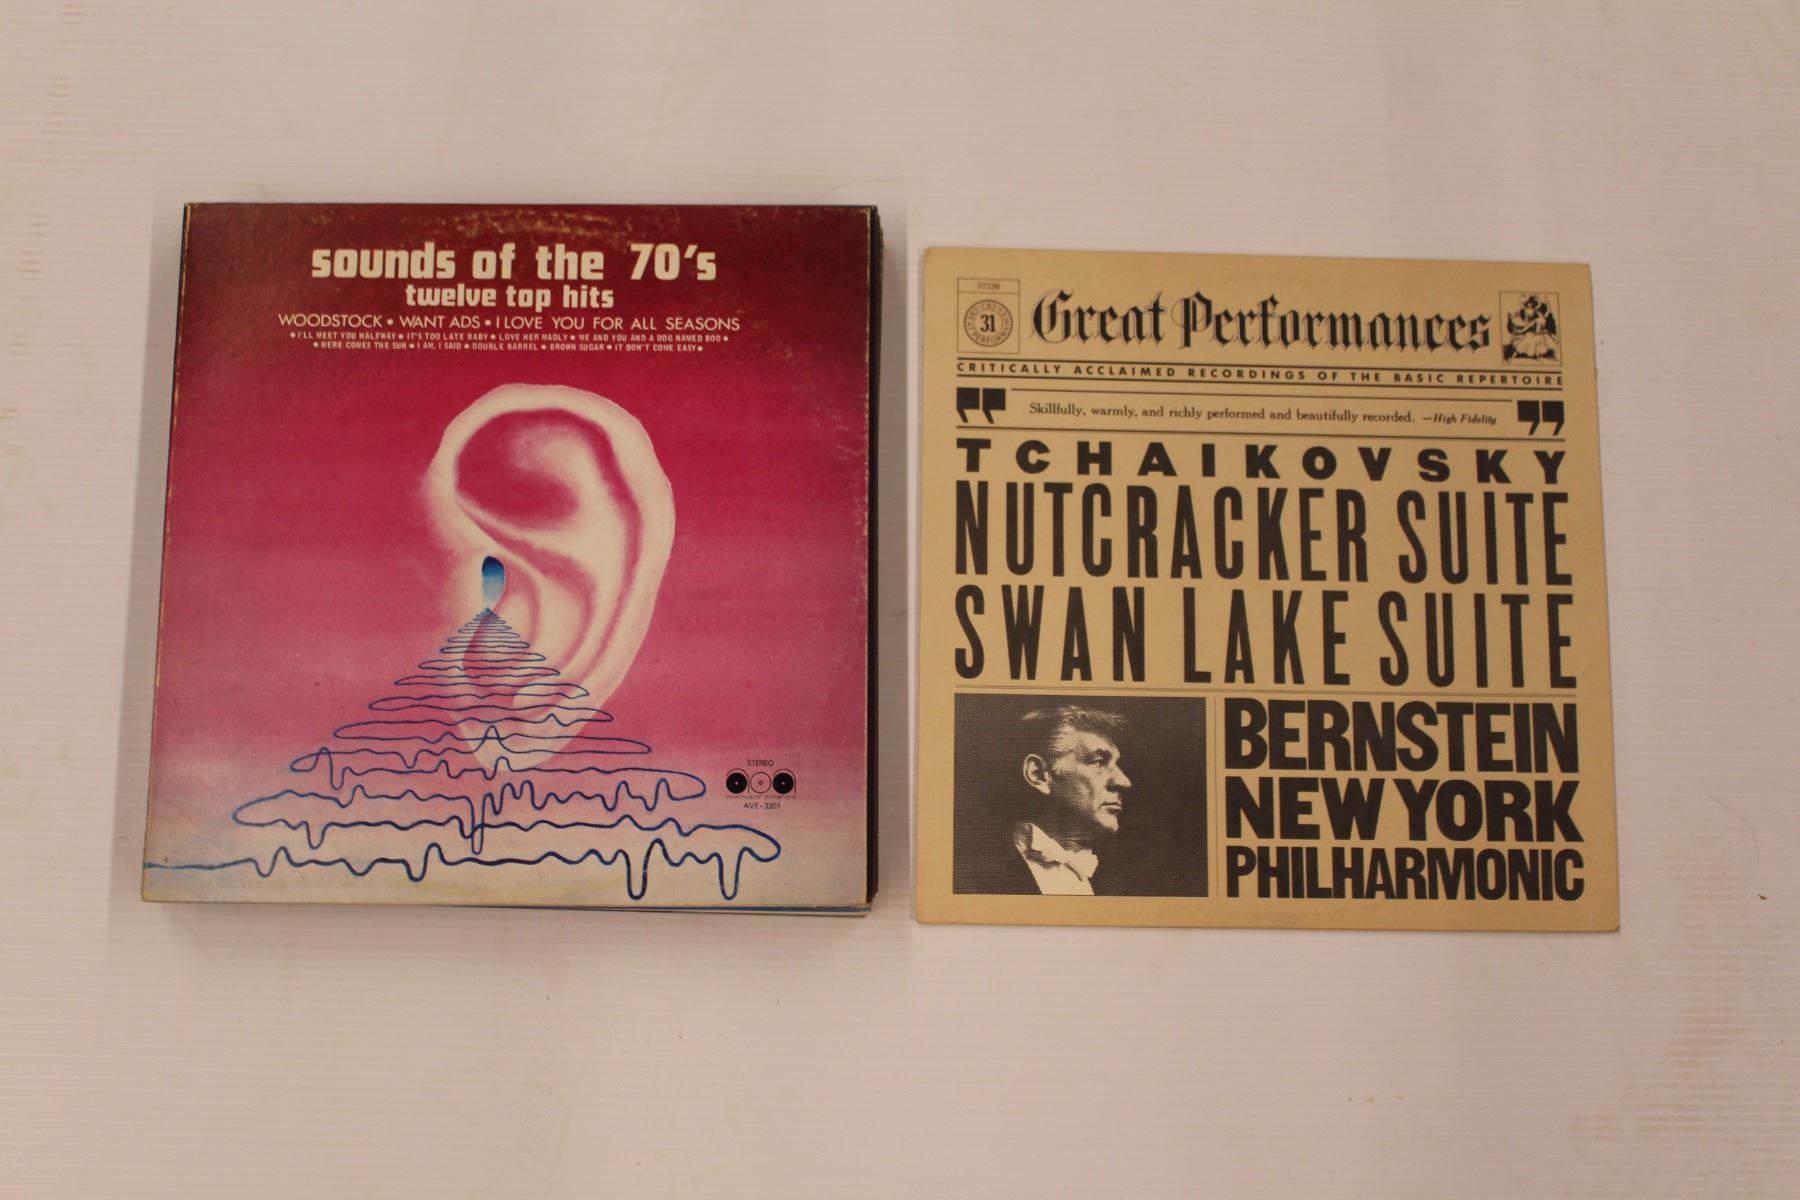 sounds of the 70's
twelve top hits
WOODSTOCK • WANT ADS • I LOVE YOU FOR ALL SEASONS
• I'LL MEET YOU HALFWAY • IT'S TOO LATE BABY • LOVE HER MADLY • ME AND YOU AND A DOG NAMED BOO •
• HERE COMES THE SUN • I AM, I SAID • DOUBLE BARREL • BROWN SUGAR • IT DON'T COME EASY •
STEREO
avenue of america
AVE-3301
37238
31
Great Performances
CRITICALLY ACCLAIMED RECORDINGS OF THE BASIC REPERTOIRE
" Skillfully, warmly, and richly performed and beautifully recorded. —High Fidelity "
TCHAIKOVSKY
NUTCRACKER SUITE
SWAN LAKE SUITE
BERNSTEIN
NEW YORK
PHILHARMONIC